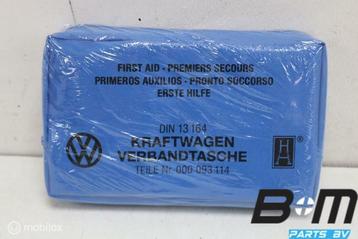 FIRST AID - PREMIERS SECOURS
PRIMEROS AUXILIOS - PRONTO SOCCORSO
ERSTE HILFE
DIN 13 164
KRAFTWAGEN
VERBANDTASCHE
TEILE Nr. 000 093 114
mobilox
BM
PARTS BV